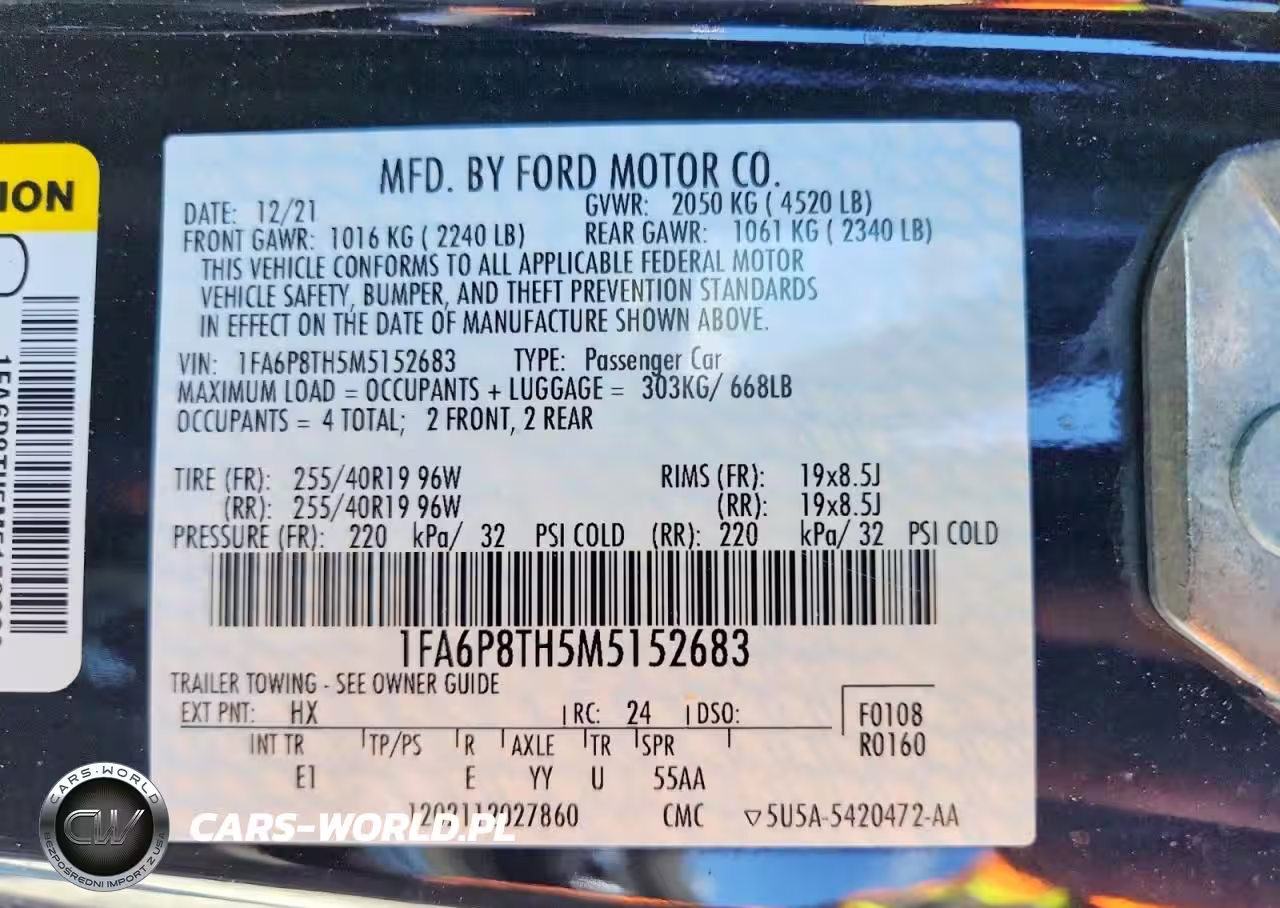 MFD. BY FORD MOTOR CO.
DATE: 12/21 GVWR: 2050 KG ( 4520 LB)
FRONT GAWR: 1016 KG ( 2240 LB) REAR GAWR: 1061 KG ( 2340 LB)
THIS VEHICLE CONFORMS TO ALL APPLICABLE FEDERAL MOTOR
VEHICLE SAFETY, BUMPER, AND THEFT PREVENTION STANDARDS
IN EFFECT ON THE DATE OF MANUFACTURE SHOWN ABOVE.
VIN: 1FA6P8TH5M5152683 TYPE: Passenger Car
MAXIMUM LOAD = OCCUPANTS + LUGGAGE = 303KG/ 668LB
OCCUPANTS = 4 TOTAL; 2 FRONT, 2 REAR
TIRE (FR): 255/40R19 96W RIMS (FR): 19x8.5J
(RR): 255/40R19 96W (RR): 19x8.5J
PRESSURE (FR): 220 kPa/ 32 PSI COLD (RR): 220 kPa/ 32 PSI COLD
1FA6P8TH5M5152683
TRAILER TOWING - SEE OWNER GUIDE
EXT PNT: HX RC: 24 DSO: F0108
INT TR TP/PS R AXLE TR SPR R0160
E1 E YY U 55AA
CMC ▽5U5A-5420472-AA
ION
CARS-WORLD
CW
BEZPOŚREDNI IMPORT Z USA
CARS-WORLD.PL